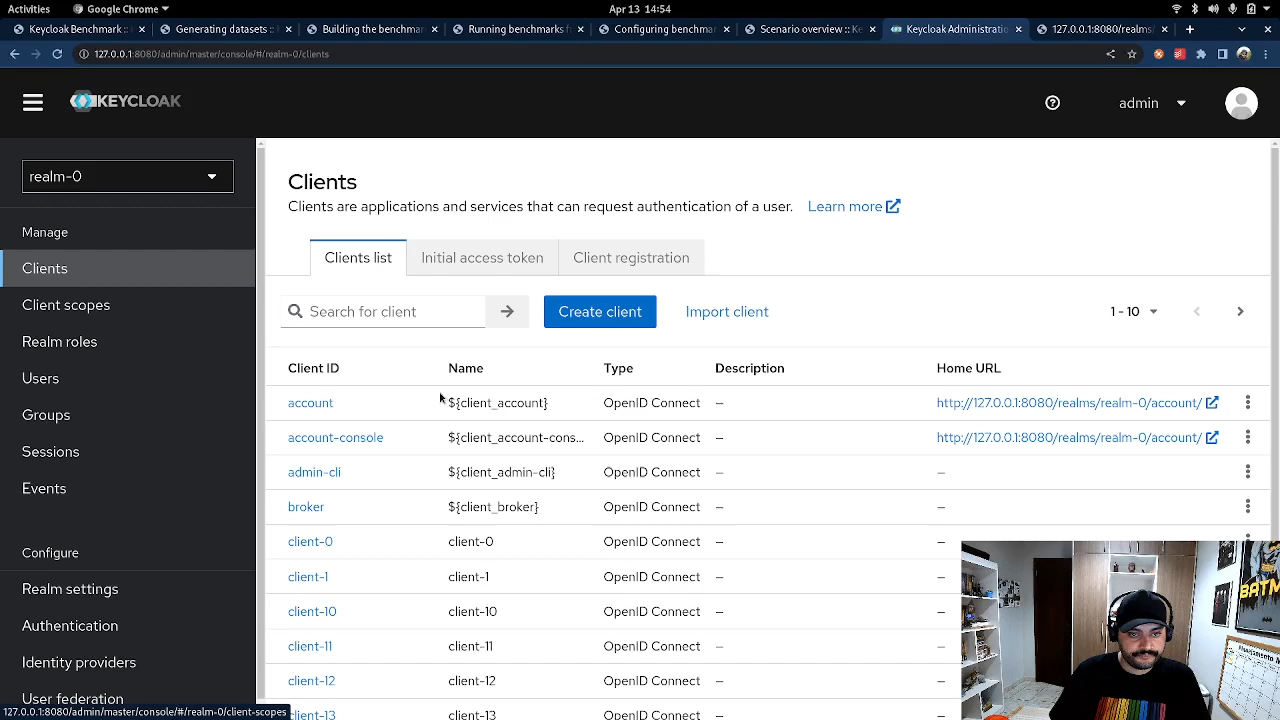 Activities Google Chrome Apr 13 14:54
Keycloak Benchmark :: Generating datasets :: Building the benchmar Running benchmarks f Configuring benchmar Scenario overview :: Ke Keycloak Administratio 127.0.0.1:8080/realms/
127.0.0.1:8080/admin/master/console/#/realm-0/clients
KEYCLOAK admin
realm-0
Manage
Clients
Client scopes
Realm roles
Users
Groups
Sessions
Events
Configure
Realm settings
Authentication
Identity providers
User federation
127.0.0.1:8080/admin/master/console/#/realm-0/client-scopes
Clients
Clients are applications and services that can request authentication of a user. Learn more
Clients list Initial access token Client registration
Search for client Create client Import client 1 - 10
Client ID Name Type Description Home URL
account ${client_account} OpenID Connect – http://127.0.0.1:8080/realms/realm-0/account/
account-console ${client_account-cons... OpenID Connect – http://127.0.0.1:8080/realms/realm-0/account/
admin-cli ${client_admin-cli} OpenID Connect – –
broker ${client_broker} OpenID Connect – –
client-0 client-0 OpenID Connect – –
client-1 client-1 OpenID Connect – –
client-10 client-10 OpenID Connect – –
client-11 client-11 OpenID Connect – –
client-12 client-12 OpenID Connect – –
client-13 client-13 OpenID Connect – –
BATM